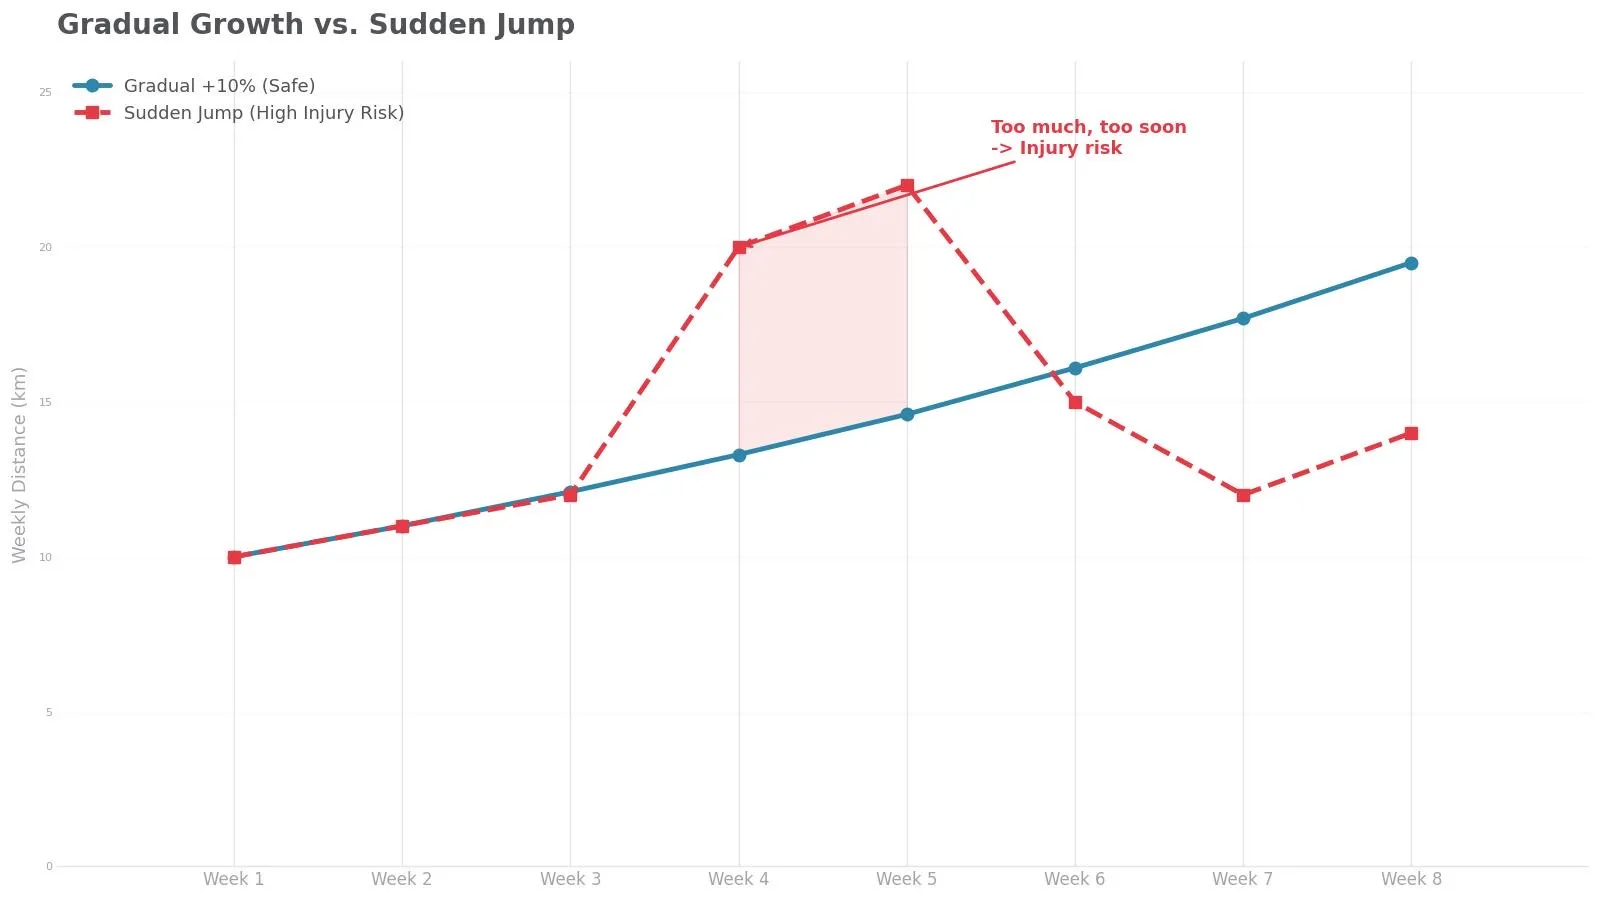 Gradual Growth vs. Sudden Jump
Gradual +10% (Safe)
Sudden Jump (High Injury Risk)
Too much, too soon
-> Injury risk
Weekly Distance (km)
25
20
15
10
5
0
Week 1
Week 2
Week 3
Week 4
Week 5
Week 6
Week 7
Week 8